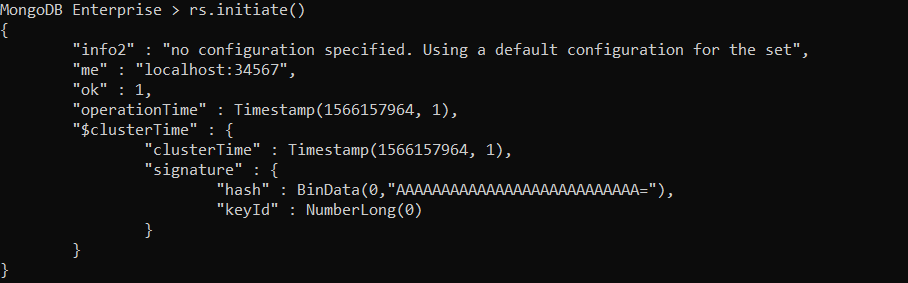 MongoDB Enterprise > rs.initiate()
{
        "info2" : "no configuration specified. Using a default configuration for the set",
        "me" : "localhost:34567",
        "ok" : 1,
        "operationTime" : Timestamp(1566157964, 1),
        "$clusterTime" : {
                "clusterTime" : Timestamp(1566157964, 1),
                "signature" : {
                        "hash" : BinData(0,"AAAAAAAAAAAAAAAAAAAAAAAAAAA="),
                        "keyId" : NumberLong(0)
                }
        }
}